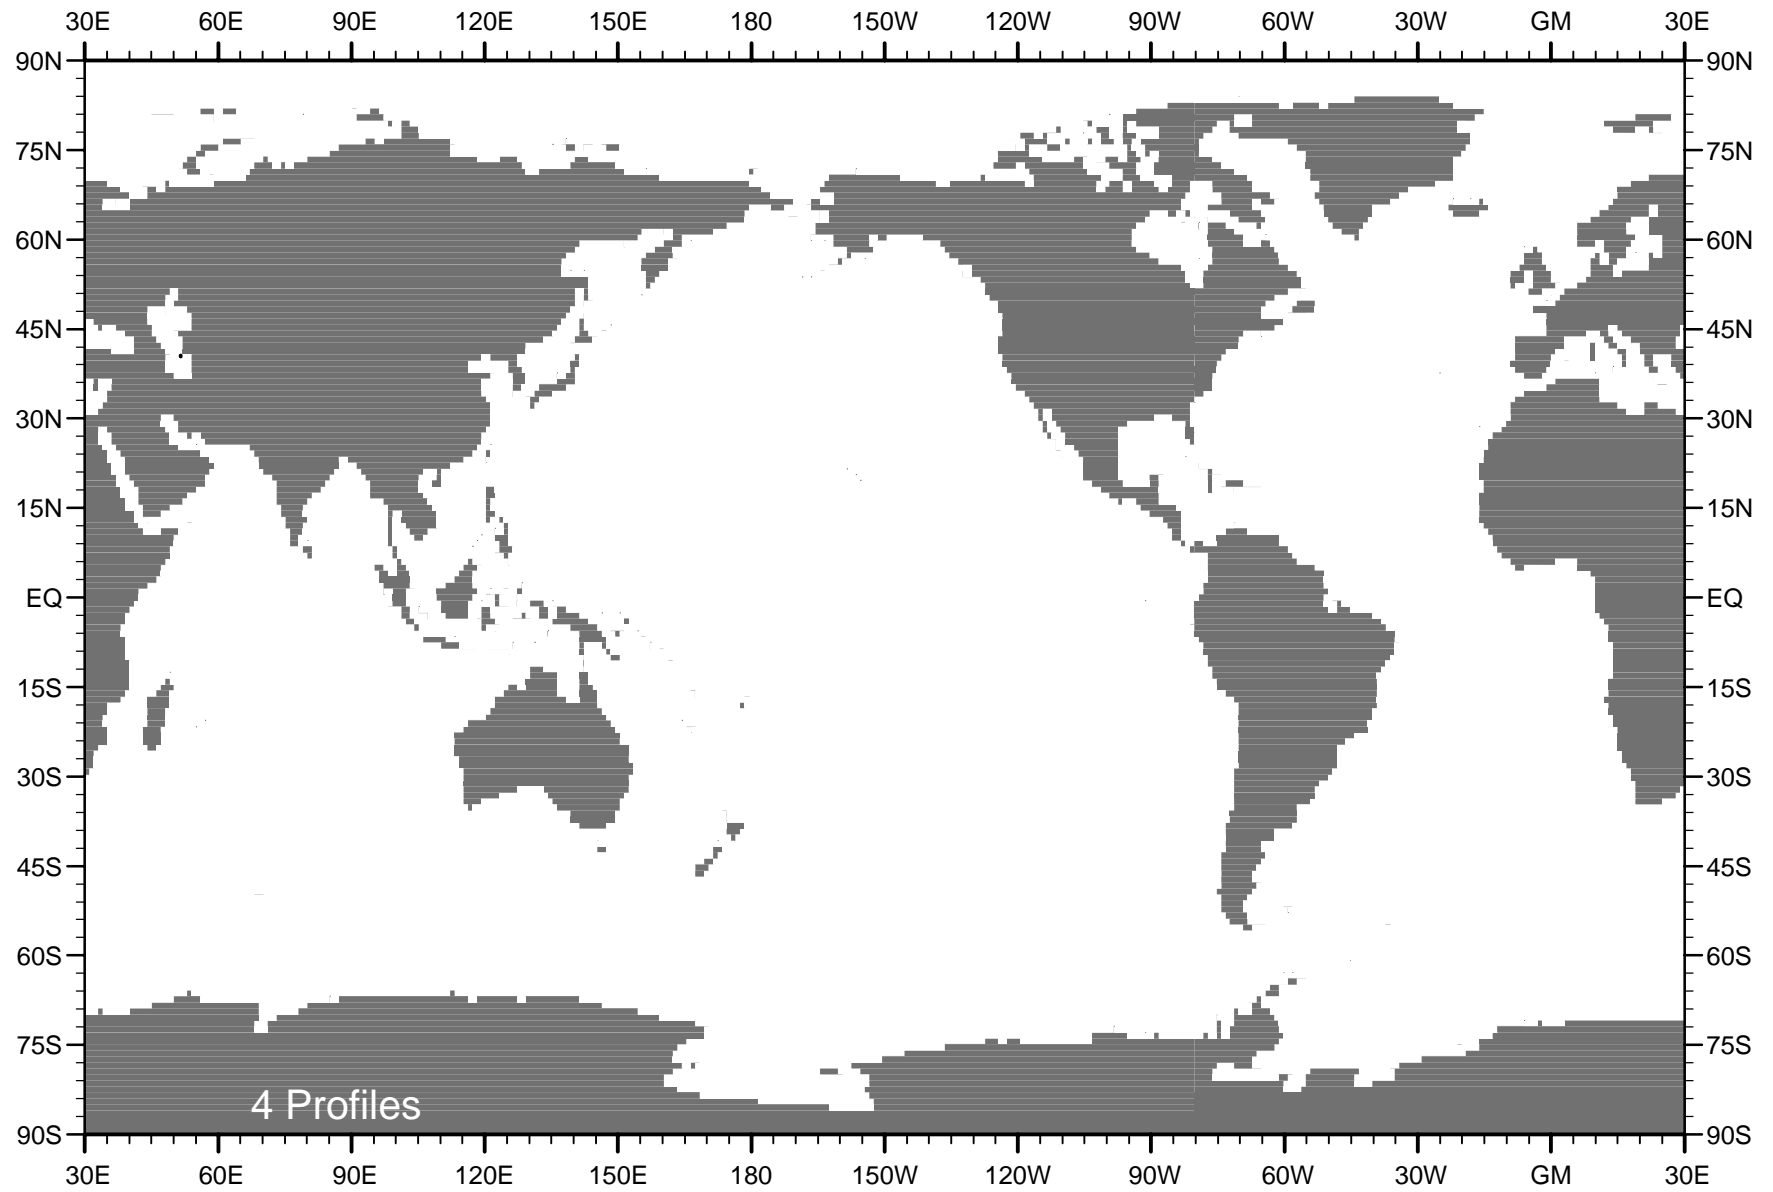 30E 60E 90E 120E 150E 180 150W 120W 90W 60W 30W GM 30E
90N 90N
75N 75N
60N 60N
45N 45N
30N 30N
15N 15N
EQ EQ
15S 15S
30S 30S
45S 45S
60S 60S
75S 75S
4 Profiles
90S 90S
30E 60E 90E 120E 150E 180 150W 120W 90W 60W 30W GM 30E